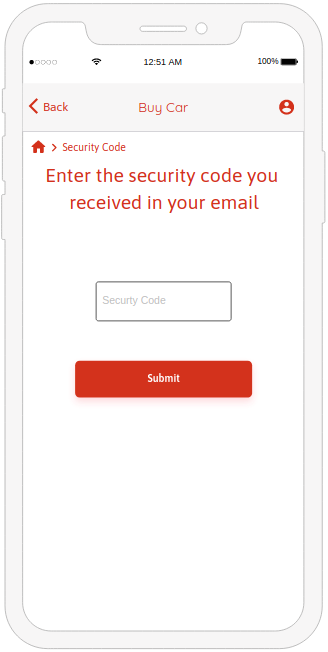 12:51 AM
100%
Back
Buy Car
Security Code
Enter the security code you
received in your email
Securty Code
Submit